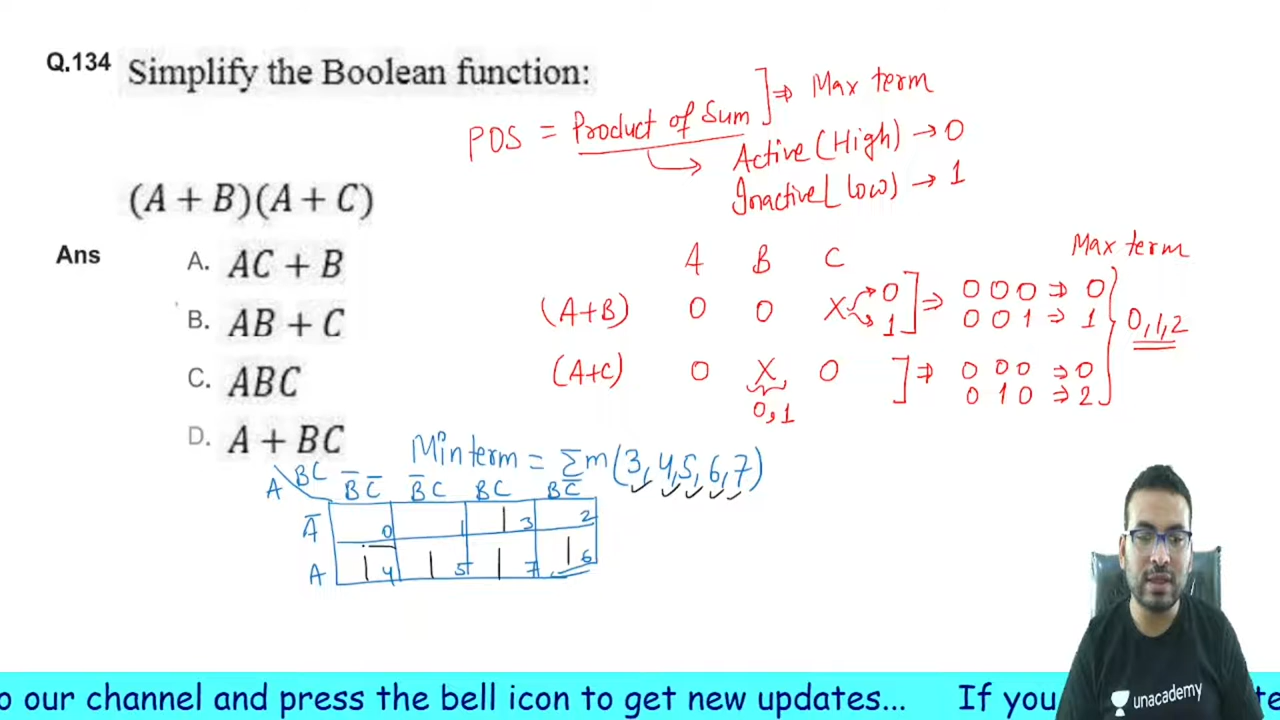 Q.134 Simplify the Boolean function:
POS = Product of Sum ] ⇒ Max term
Active (High) → 0
Inactive (low) → 1
(A + B)(A + C)
Ans
A. AC + B
B. AB + C
C. ABC
D. A + BC
A B C Max term
(A+B) 0 0 X 0 1 ] ⇒ 0 0 0 ⇒ 0
0 0 1 ⇒ 1
0,1,2
(A+C) 0 X 0 ] ⇒ 0 0 0 ⇒ 0
0,1 0 1 0 ⇒ 2
Minterm = Σm(3,4,5,6,7)
A BC B̅C̅ B̅C BC BC̅
A̅ 0 1 1 3 2
A 1 4 1 5 1 7 1 6
unacademy
o our channel and press the bell icon to get new updates... If you